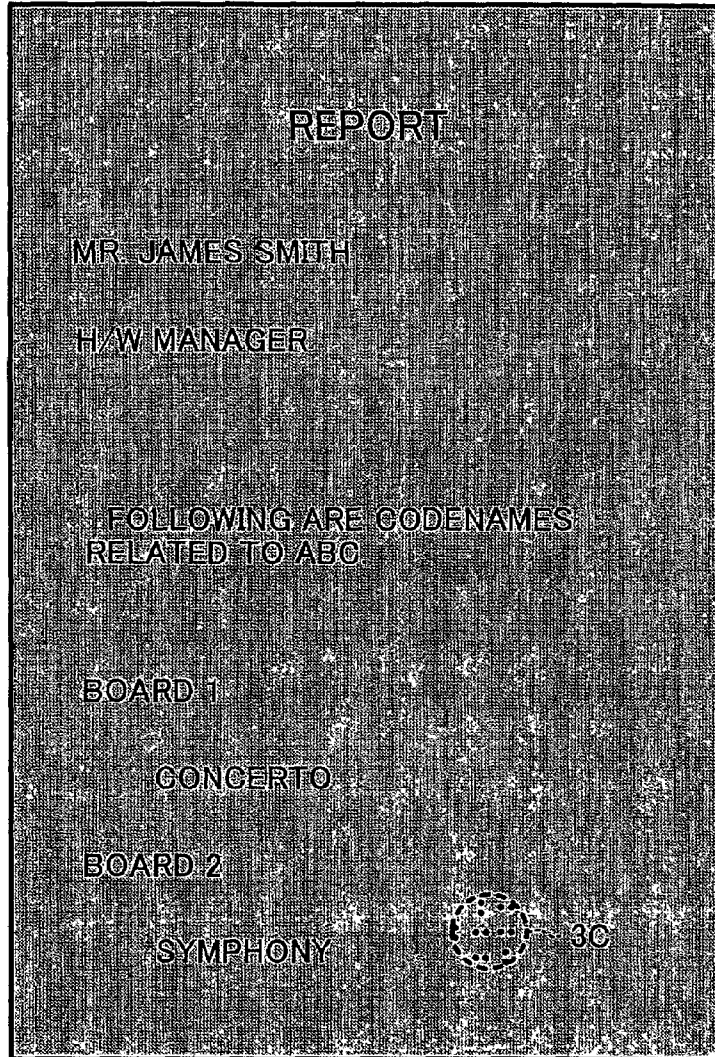 REPORT
MR. JAMES SMITH
H/W MANAGER
FOLLOWING ARE CODENAMES
RELATED TO ABC
BOARD 1
CONCERTO
BOARD 2
SYMPHONY
3C